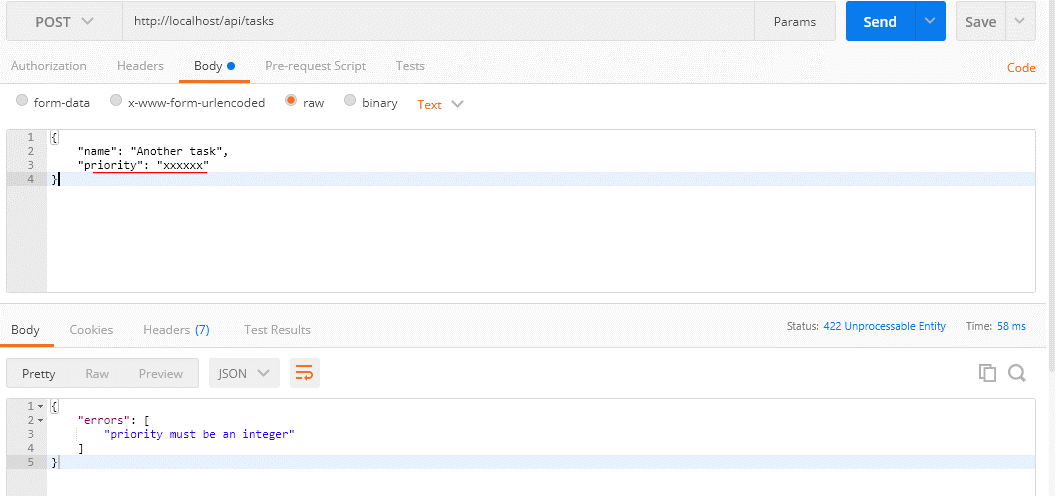 POST http://localhost/api/tasks Params Send Save
Authorization Headers Body Pre-request Script Tests Code
form-data x-www-form-urlencoded raw binary Text
1 {
2 "name": "Another task",
3 "priority": "xxxxxx"
4 }
Body Cookies Headers (7) Test Results Status: 422 Unprocessable Entity Time: 58 ms
Pretty Raw Preview JSON
1 {
2 "errors": [
3 "priority must be an integer"
4 ]
5 }